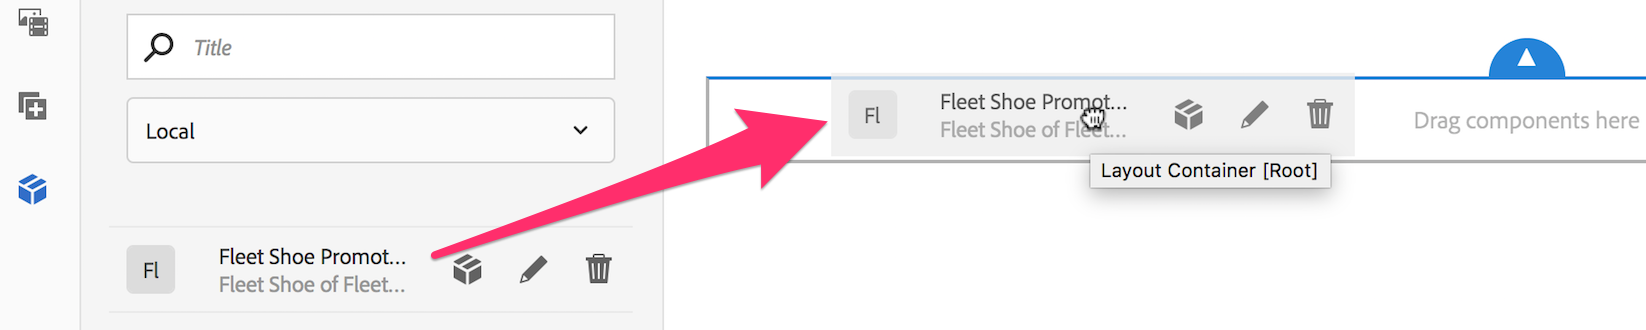 Title
Local
Fl
Fleet Shoe Promot...
Fleet Shoe of Fleet...
Fl
Fleet Shoe Promot...
Fleet Shoe of Fleet...
Layout Container [Root]
Drag components here